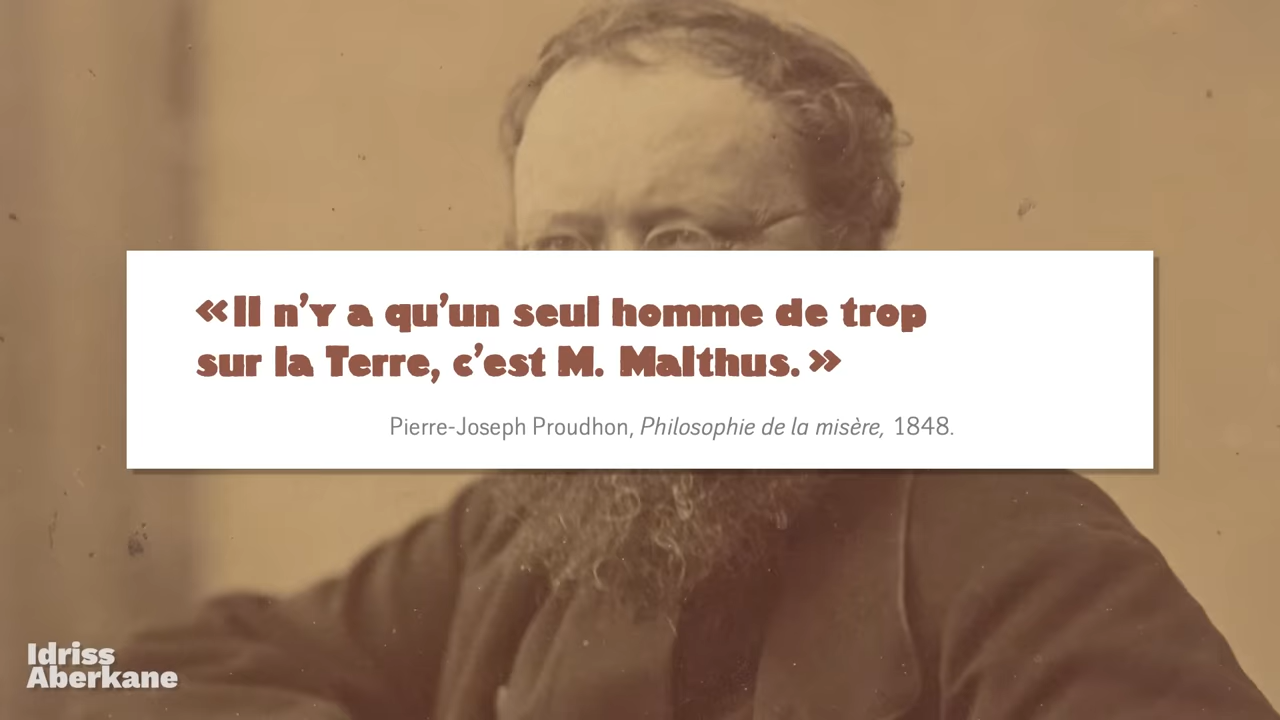 « Il n’y a qu’un seul homme de trop
sur la Terre, c’est M. Malthus. »
Pierre-Joseph Proudhon, Philosophie de la misère, 1848.
Idriss
Aberkane